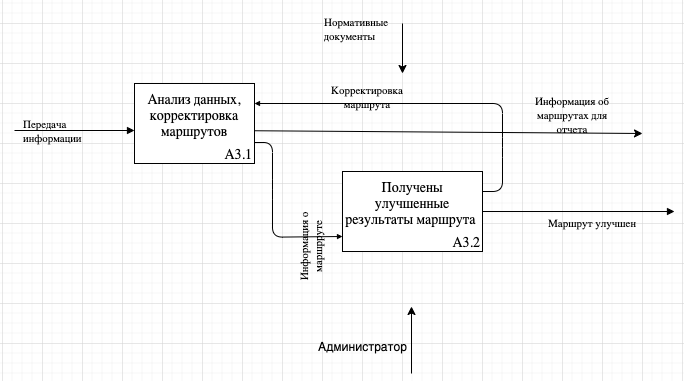 Нормативные
документы
Корректировка
маршрута
Анализ данных,
корректировка
маршрутов
А3.1
Информация об
маршрутах для
отчета
Передача
информации
Получены
улучшенные
результаты маршрута
А3.2
Информация о
маршруте
Маршрут улучшен
Администратор